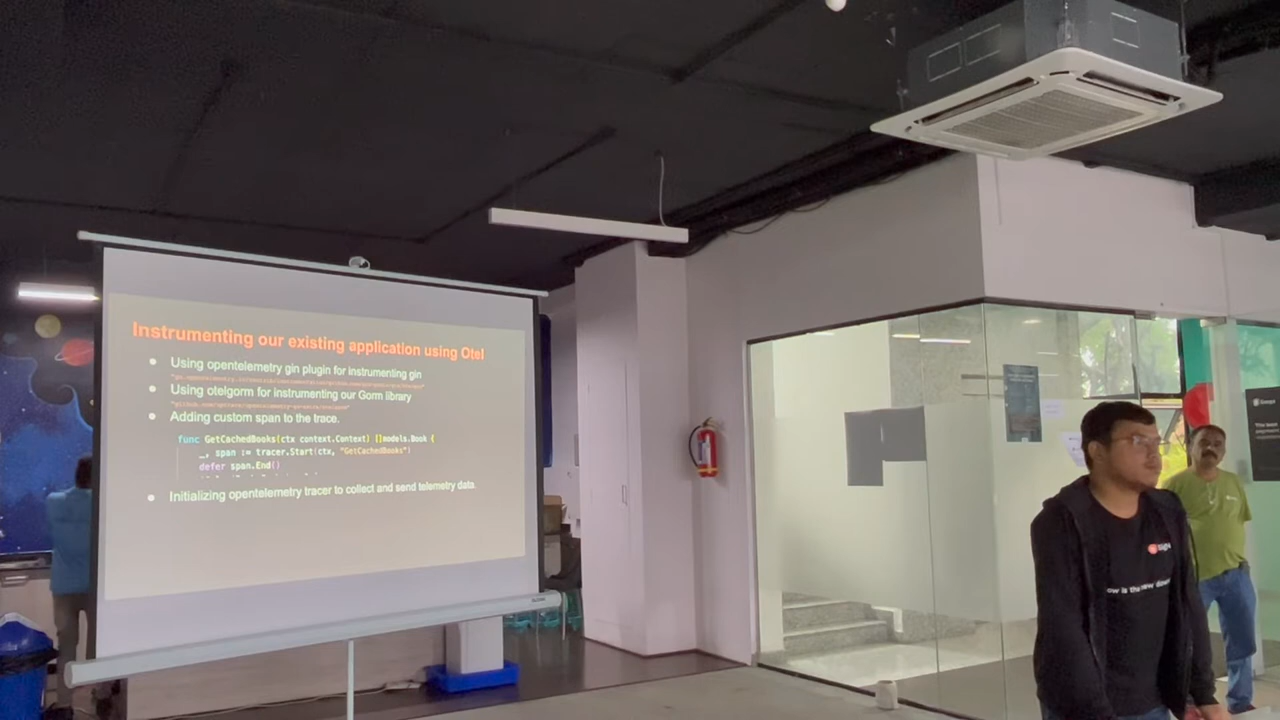 Instrumenting our existing application using Otel
Using opentelemetry gin plugin for instrumenting gin
Using otelgorm for instrumenting our Gorm library
Adding custom span to the trace.
func GetCachedBooks(ctx context.Context) []models.Book {
_, span := tracer.Start(ctx, "GetCachedBooks")
defer span.End()
Initializing opentelemetry tracer to collect and send telemetry data.